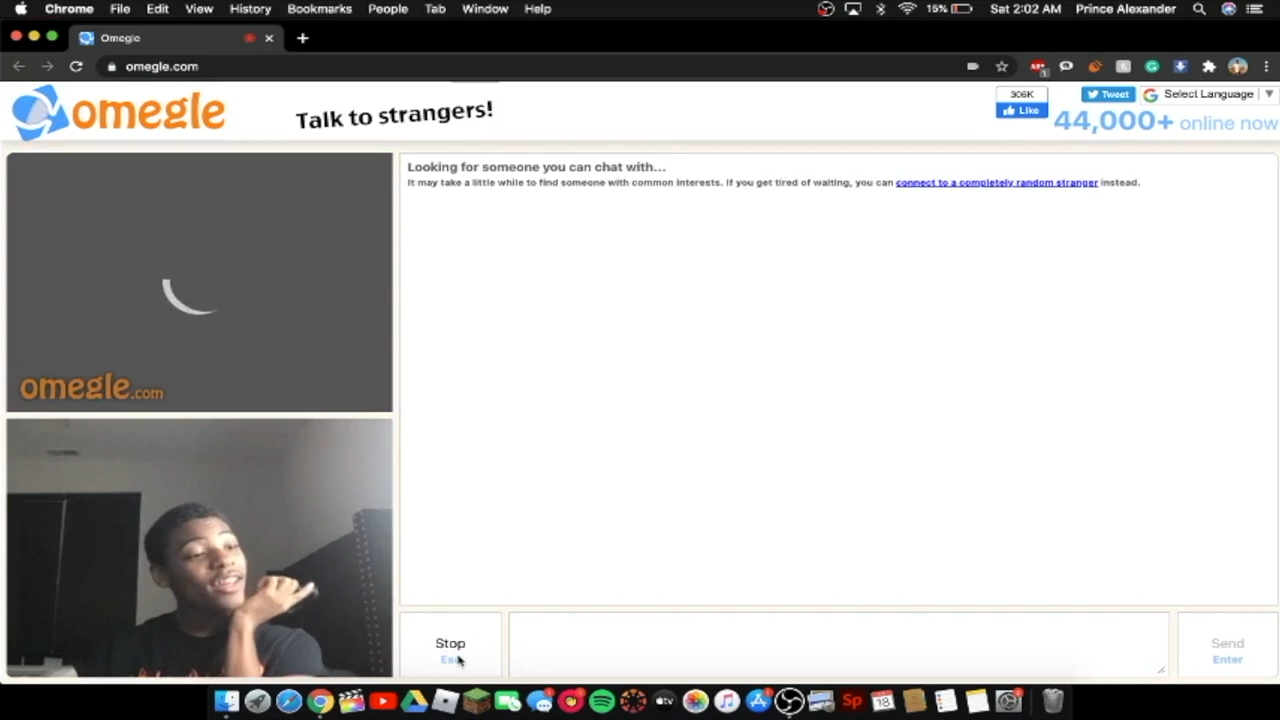 Chrome File Edit View History Bookmarks People Tab Window Help 15% Sat 2:02 AM Prince Alexander
Omegle
omegle.com
omegle Talk to strangers! 306K Like Tweet Select Language 44,000+ online now
Looking for someone you can chat with...
It may take a little while to find someone with common interests. If you get tired of waiting, you can connect to a completely random stranger instead.
omegle.com
Stop
Esc
Send
Enter